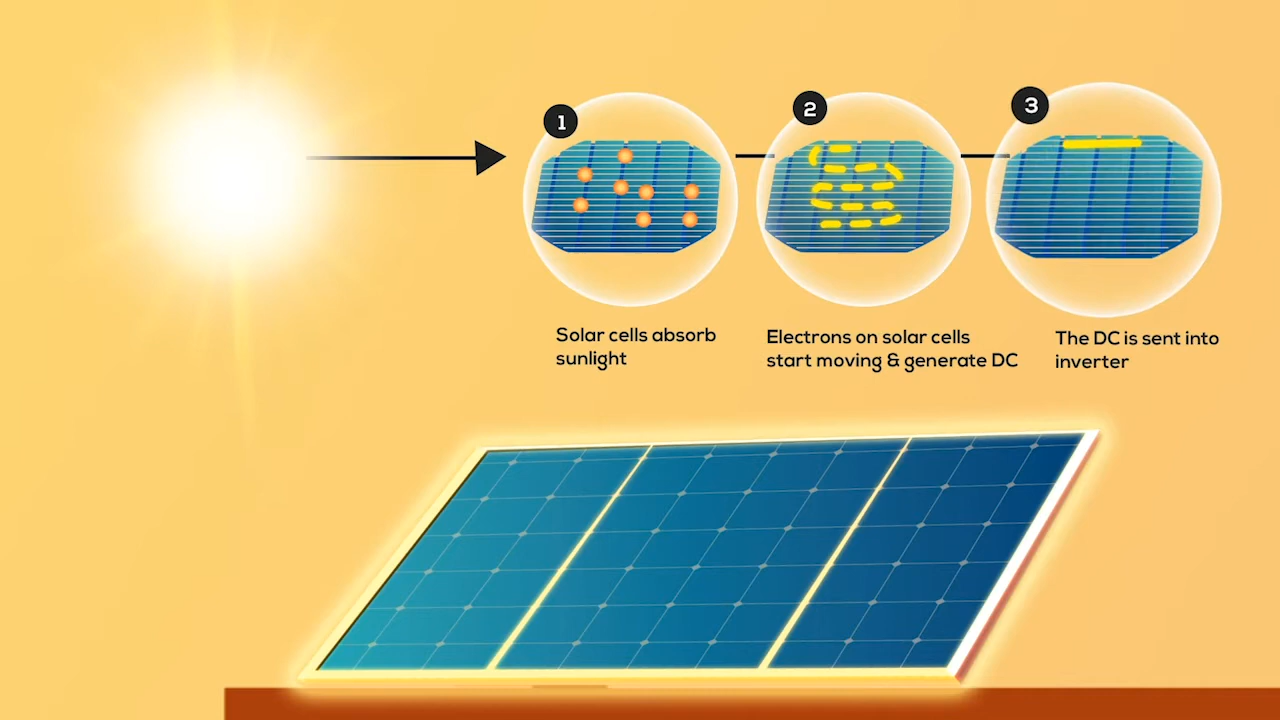 1
2
3
Solar cells absorb
sunlight
Electrons on solar cells
start moving & generate DC
The DC is sent into
inverter